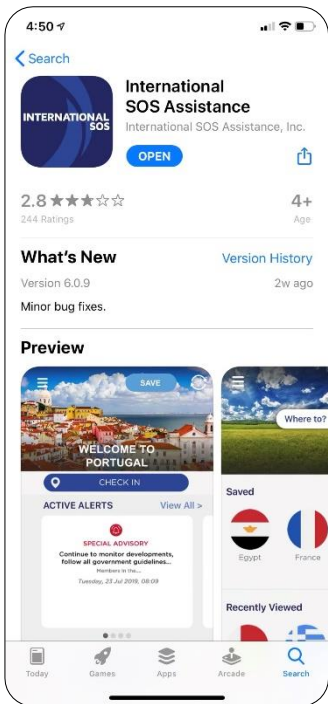 4:50
Search
INTERNATIONAL
SOS
International
SOS Assistance
International SOS Assistance, Inc.
OPEN
2.8
4+
244 Ratings
Age
What's New
Version History
Version 6.0.9
2w ago
Minor bug fixes.
Preview
SAVE
WELCOME TO
PORTUGAL
CHECK IN
ACTIVE ALERTS
View All >
SPECIAL ADVISORY
Continue to monitor developments,
follow all government guidelines...
Members in the...
Tuesday, 23 Jul 2019, 08:09
Where to?
Saved
Egypt
France
Recently Viewed
Today
Games
Apps
Arcade
Search